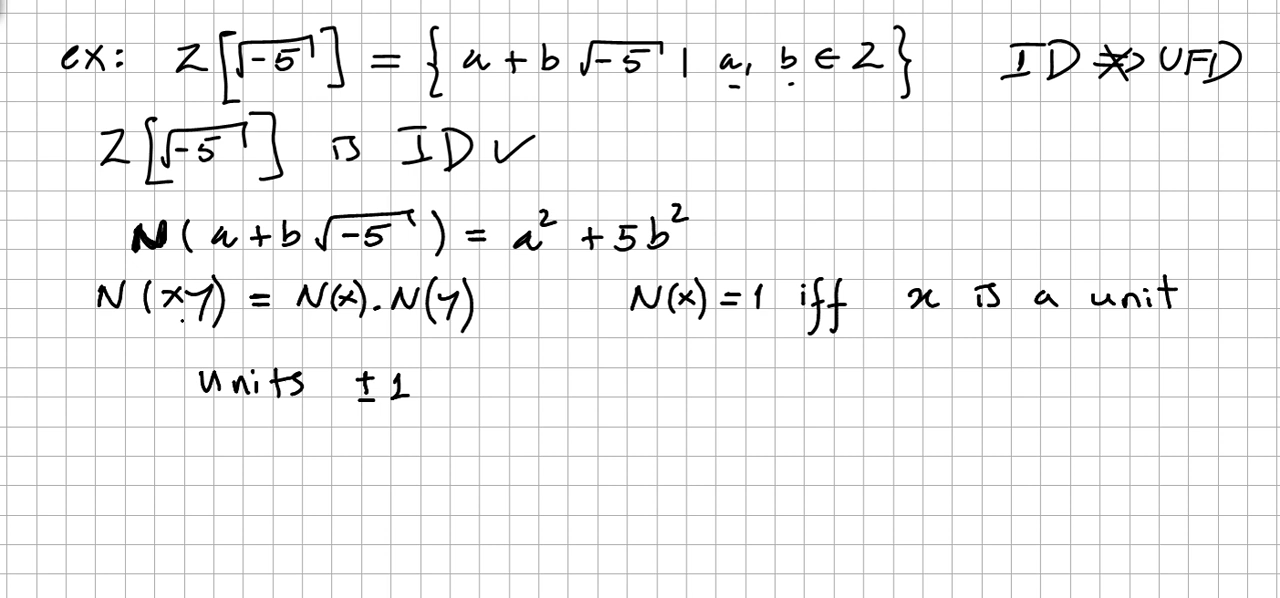 ex: Z[√-5] = { a + b √-5 | a, b ∈ Z } ID ⇏ UFD
Z[√-5] is ID ✓
N(a + b √-5) = a² + 5b²
N(xy) = N(x).N(y) N(x) = 1 iff x is a unit
units ±1